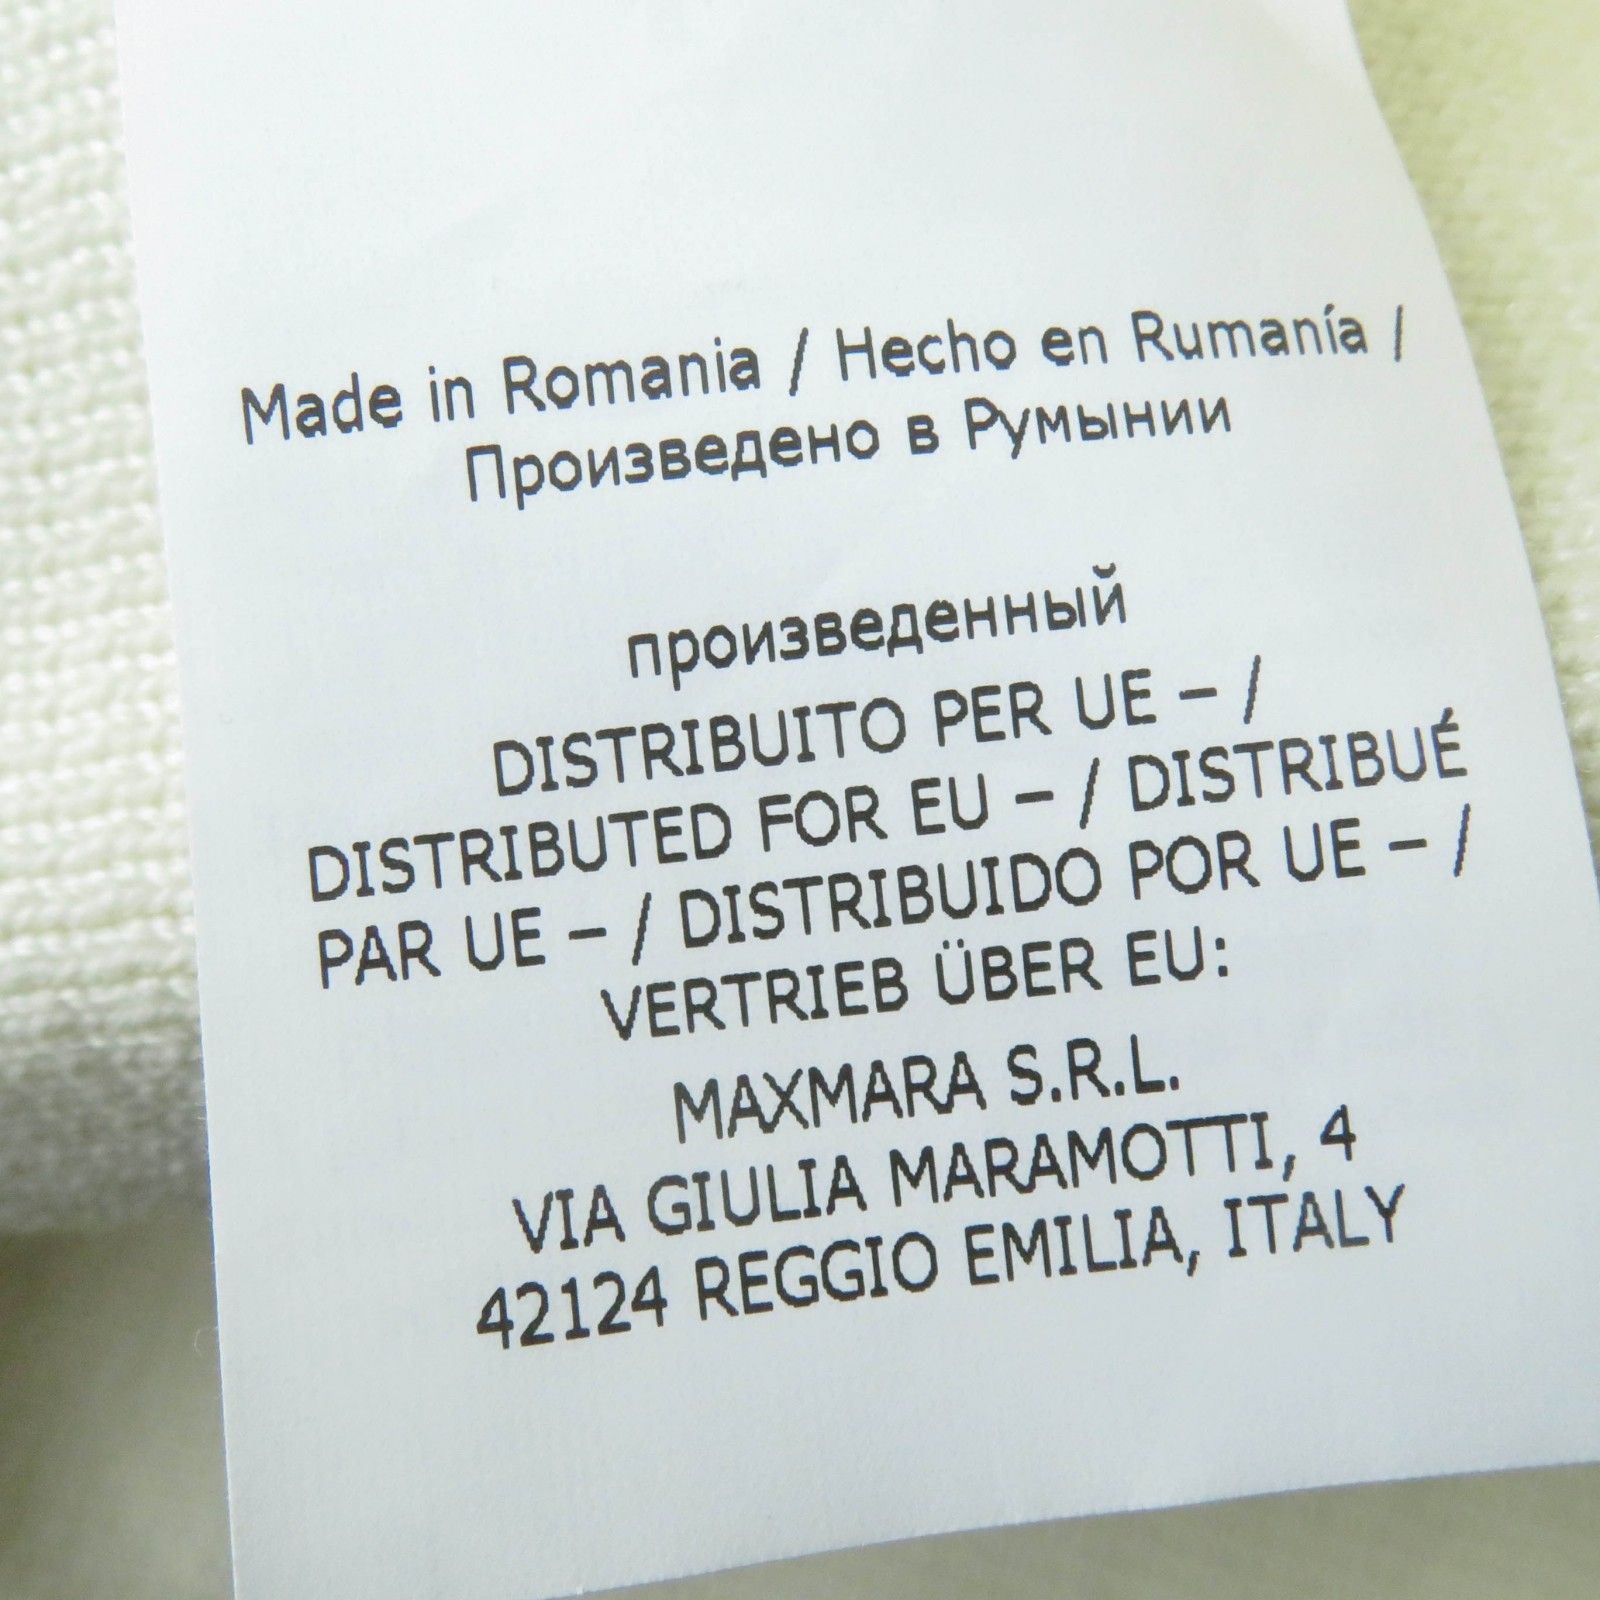 Made in Romania / Hecho en Rumanía /
Произведено в Румынии
произведенный
DISTRIBUITO PER UE – /
DISTRIBUTED FOR EU – / DISTRIBUÉ
PAR UE – / DISTRIBUIDO POR UE – /
VERTRIEB ÜBER EU:
MAXMARA S.R.L.
VIA GIULIA MARAMOTTI, 4
42124 REGGIO EMILIA, ITALY